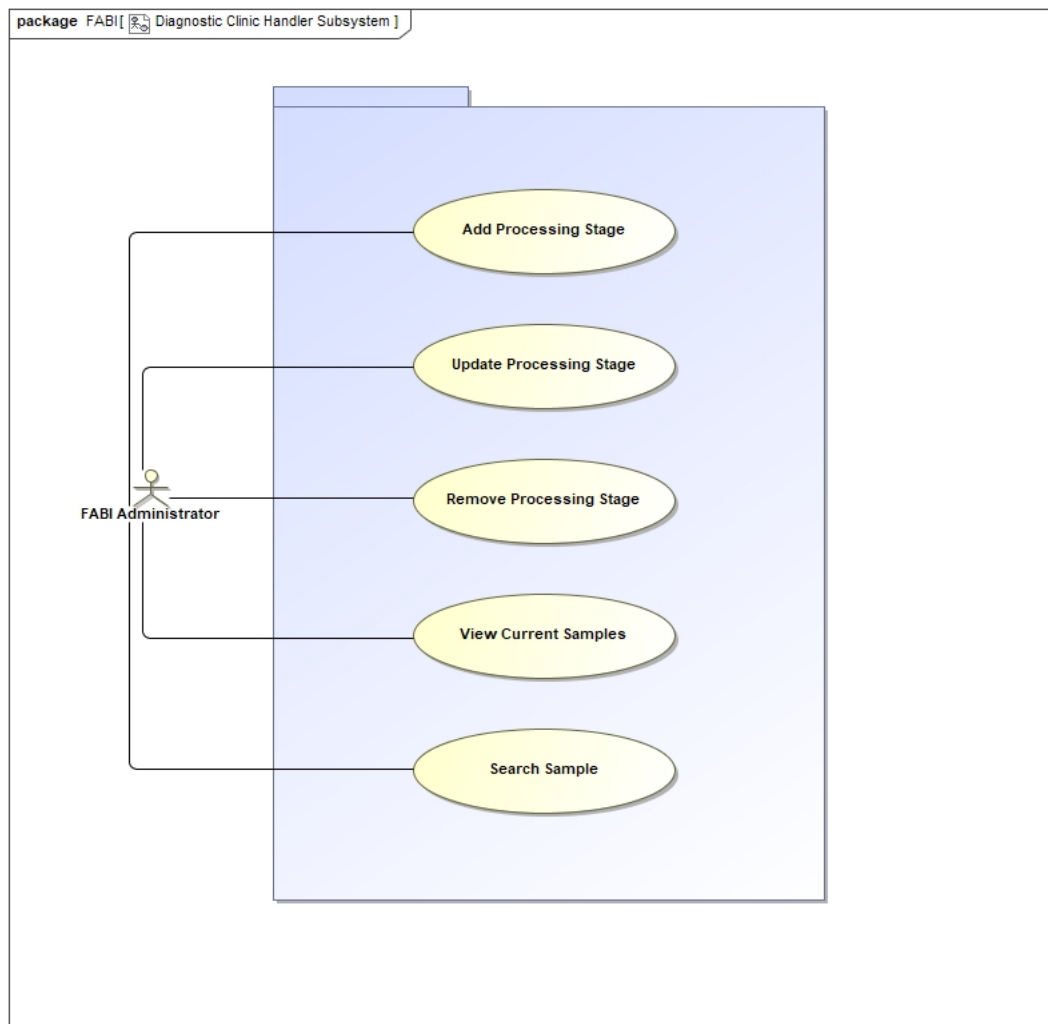 package FABI[ Diagnostic Clinic Handler Subsystem ]
Add Processing Stage
Update Processing Stage
Remove Processing Stage
FABI Administrator
View Current Samples
Search Sample